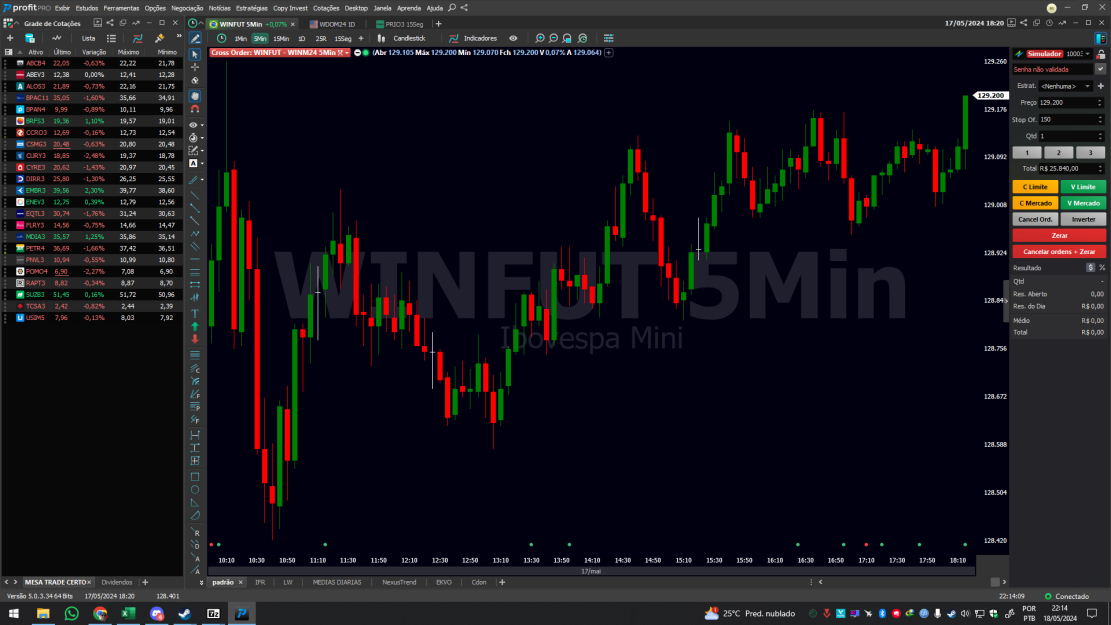 profitPRO Exibir Estudos Ferramentas Opções Negociação Notícias Estratégias Copy Invest Cotações Desktop Janela Aprenda Ajuda
Grade de Cotações
WINFUT 5Min +0,07% × WDOM24 1D PRIO3 15Seg +
17/05/2024 18:20
Lista
1Min 5Min 15Min 1D 25R 15Seg + Candlestick Indicadores
Simulador
Ativo Último Variação Máximo Mínimo
Cross Order: WINFUT - WINM24 5Min
(Abr 129.105 Máx 129.200 Mín 129.070 Fch 129.200 V 0,07% A 129.064)
ABCB4 22,05 -0,63% 22,22 21,78
ABEV3 12,38 0,00% 12,41 12,28
ALOS3 21,89 -0,73% 22,16 21,75
BPAC11 35,05 -1,60% 35,66 34,91
BPAN4 9,99 -0,89% 10,11 9,96
BRFS3 19,36 1,10% 19,57 19,01
CCRO3 12,69 -0,16% 12,73 12,54
CSMG3 20,48 -0,63% 20,80 20,48
CURY3 18,85 -2,48% 19,37 18,78
CYRE3 20,62 -1,43% 20,97 20,45
DIRR3 25,80 -1,30% 26,25 25,55
EMBR3 39,56 2,30% 39,77 38,60
ENEV3 12,75 0,39% 12,79 12,56
EQTL3 30,74 -1,76% 31,24 30,63
FLRY3 14,56 -0,75% 14,66 14,47
MDIA3 35,57 1,25% 35,86 35,14
PETR4 36,69 -1,66% 37,42 36,51
PNVL3 10,94 -0,55% 10,99 10,80
POMO4 6,90 -2,27% 7,08 6,90
RAPT3 8,82 -0,34% 8,87 8,70
SUZB3 51,45 0,16% 51,72 50,96
TCSA3 2,42 -0,82% 2,44 2,39
USIM5 7,96 -0,13% 8,03 7,92
WINFUT 5Min
Ibovespa Mini
129.260
129.200
129.176
129.092
129.008
128.924
128.84
128.756
128.672
128.588
128.504
128.420
Senha não validada
Estrat. <Nenhuma>
Preço 129.200
Stop Of. 150
Qtd 1
1 2 3
Total R$ 25.840,00
C Limite V Limite
C Mercado V Mercado
Cancelar Ord. Inverter
Zerar
Cancelar ordens + Zerar
Resultado $ %
Qtd -
Res. Aberto 0,00
Res. do Dia R$ 0,00
Médio R$ 0,00
Total R$ 0,00
10:10 10:30 10:50 11:10 11:30 11:50 12:10 12:30 12:50 13:10 13:30 13:50 14:10 14:30 14:50 15:10 15:30 15:50 16:10 16:30 16:50 17:10 17:30 17:50 18:10
17/mai
MESA TRADE CERTO × Dividendos +
padrão × IFR LW MEDIAS DIARIAS NexusTrend EKVO Cdon +
Versão 5.0.3.34 64 Bits 17/05/2024 18:20 128.401
22:14:09 Conectado
25°C Pred. nublado
POR
PTB
22:14
18/05/2024